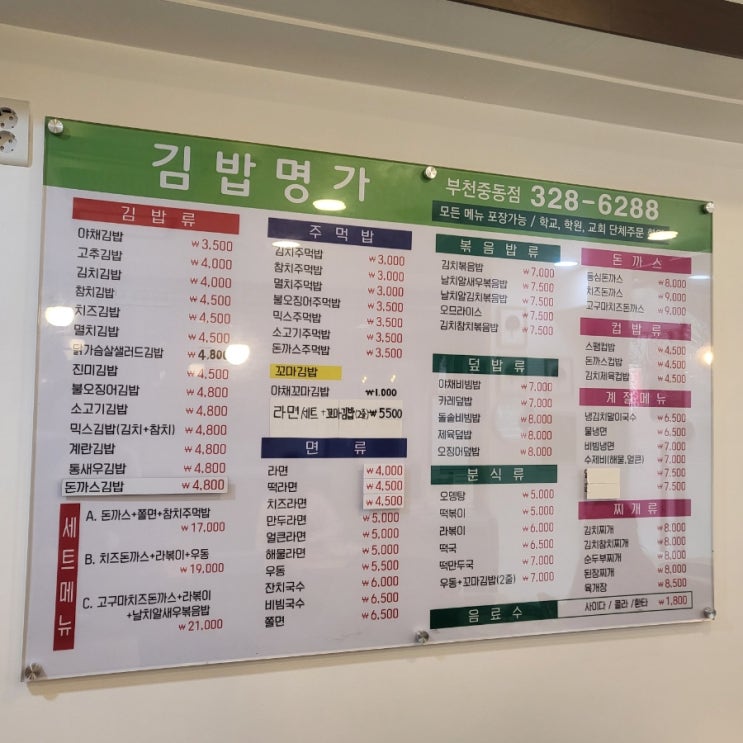 김밥명가
부천중동점 328-6288
모든 메뉴 포장가능 / 학교, 학원, 교회 단체주문
김밥류
야채김밥 ₩3.500
고추김밥 ₩4.000
김치김밥 ₩4.000
참치김밥 ₩4.500
치즈김밥 ₩4.500
멸치김밥 ₩4.500
닭가슴살샐러드김밥 ₩4.800
진미김밥 ₩4.500
불오징어김밥 ₩4.800
소고기김밥 ₩4.800
믹스김밥(김치+참치) ₩4.800
계란김밥 ₩4.800
통새우김밥 ₩4.800
돈까스김밥 ₩4,800
세트메뉴
A. 돈까스+쫄면+참치주먹밥
₩17.000
B. 치즈돈까스+라볶이+우동
₩19.000
C. 고구마치즈돈까스+라볶이
+날치알새우볶음밥
₩21.000
주먹밥
김치주먹밥 ₩3.000
참치주먹밥 ₩3.000
멸치주먹밥 ₩3.000
불오징어주먹밥 ₩3.500
믹스주먹밥 ₩3.500
소고기주먹밥 ₩3.500
돈까스주먹밥 ₩3.500
꼬마김밥
야채꼬마김밥 ₩1.000
라면/세트 +꼬마김밥(2줄)₩5500
면류
라면 ₩4,000
떡라면 ₩4,500
치즈라면 ₩4,500
만두라면 ₩5.000
얼큰라면 ₩5.000
해물라면 ₩5.000
우동 ₩5.500
잔치국수 ₩6.000
비빔국수 ₩6.500
쫄면 ₩6.500
볶음밥류
김치볶음밥 ₩7.000
날치알새우볶음밥 ₩7.500
날치알김치볶음밥 ₩7.500
오므라이스 ₩7.500
김치참치볶음밥 ₩7.500
덮밥류
야채비빔밥 ₩7.000
카레덮밥 ₩7.000
돌솥비빔밥 ₩8.000
제육덮밥 ₩8.000
오징어덮밥 ₩8.000
분식류
오뎅탕 ₩5.000
떡볶이 ₩5.000
라볶이 ₩6.000
떡국 ₩6.500
떡만두국 ₩7.000
우동+꼬마김밥(2줄) ₩7.000
음료수
사이다 / 콜라 / 환타 ₩1,800
돈까스
등심돈까스 ₩8.000
치즈돈까스 ₩9.000
고구마치즈돈까스 ₩9.000
컵밥류
스팸컵밥 ₩4.500
돈까스컵밥 ₩4.500
김치제육컵밥 ₩4.500
계절메뉴
냉김치말이국수 ₩6.500
물냉면 ₩6.500
비빔냉면 ₩7.000
수제비(해물,얼큰) ₩7.500
₩7.500
찌개류
김치찌개 ₩8.000
김치참치찌개 ₩8.000
순두부찌개 ₩8.000
된장찌개 ₩8.000
육개장 ₩8.500